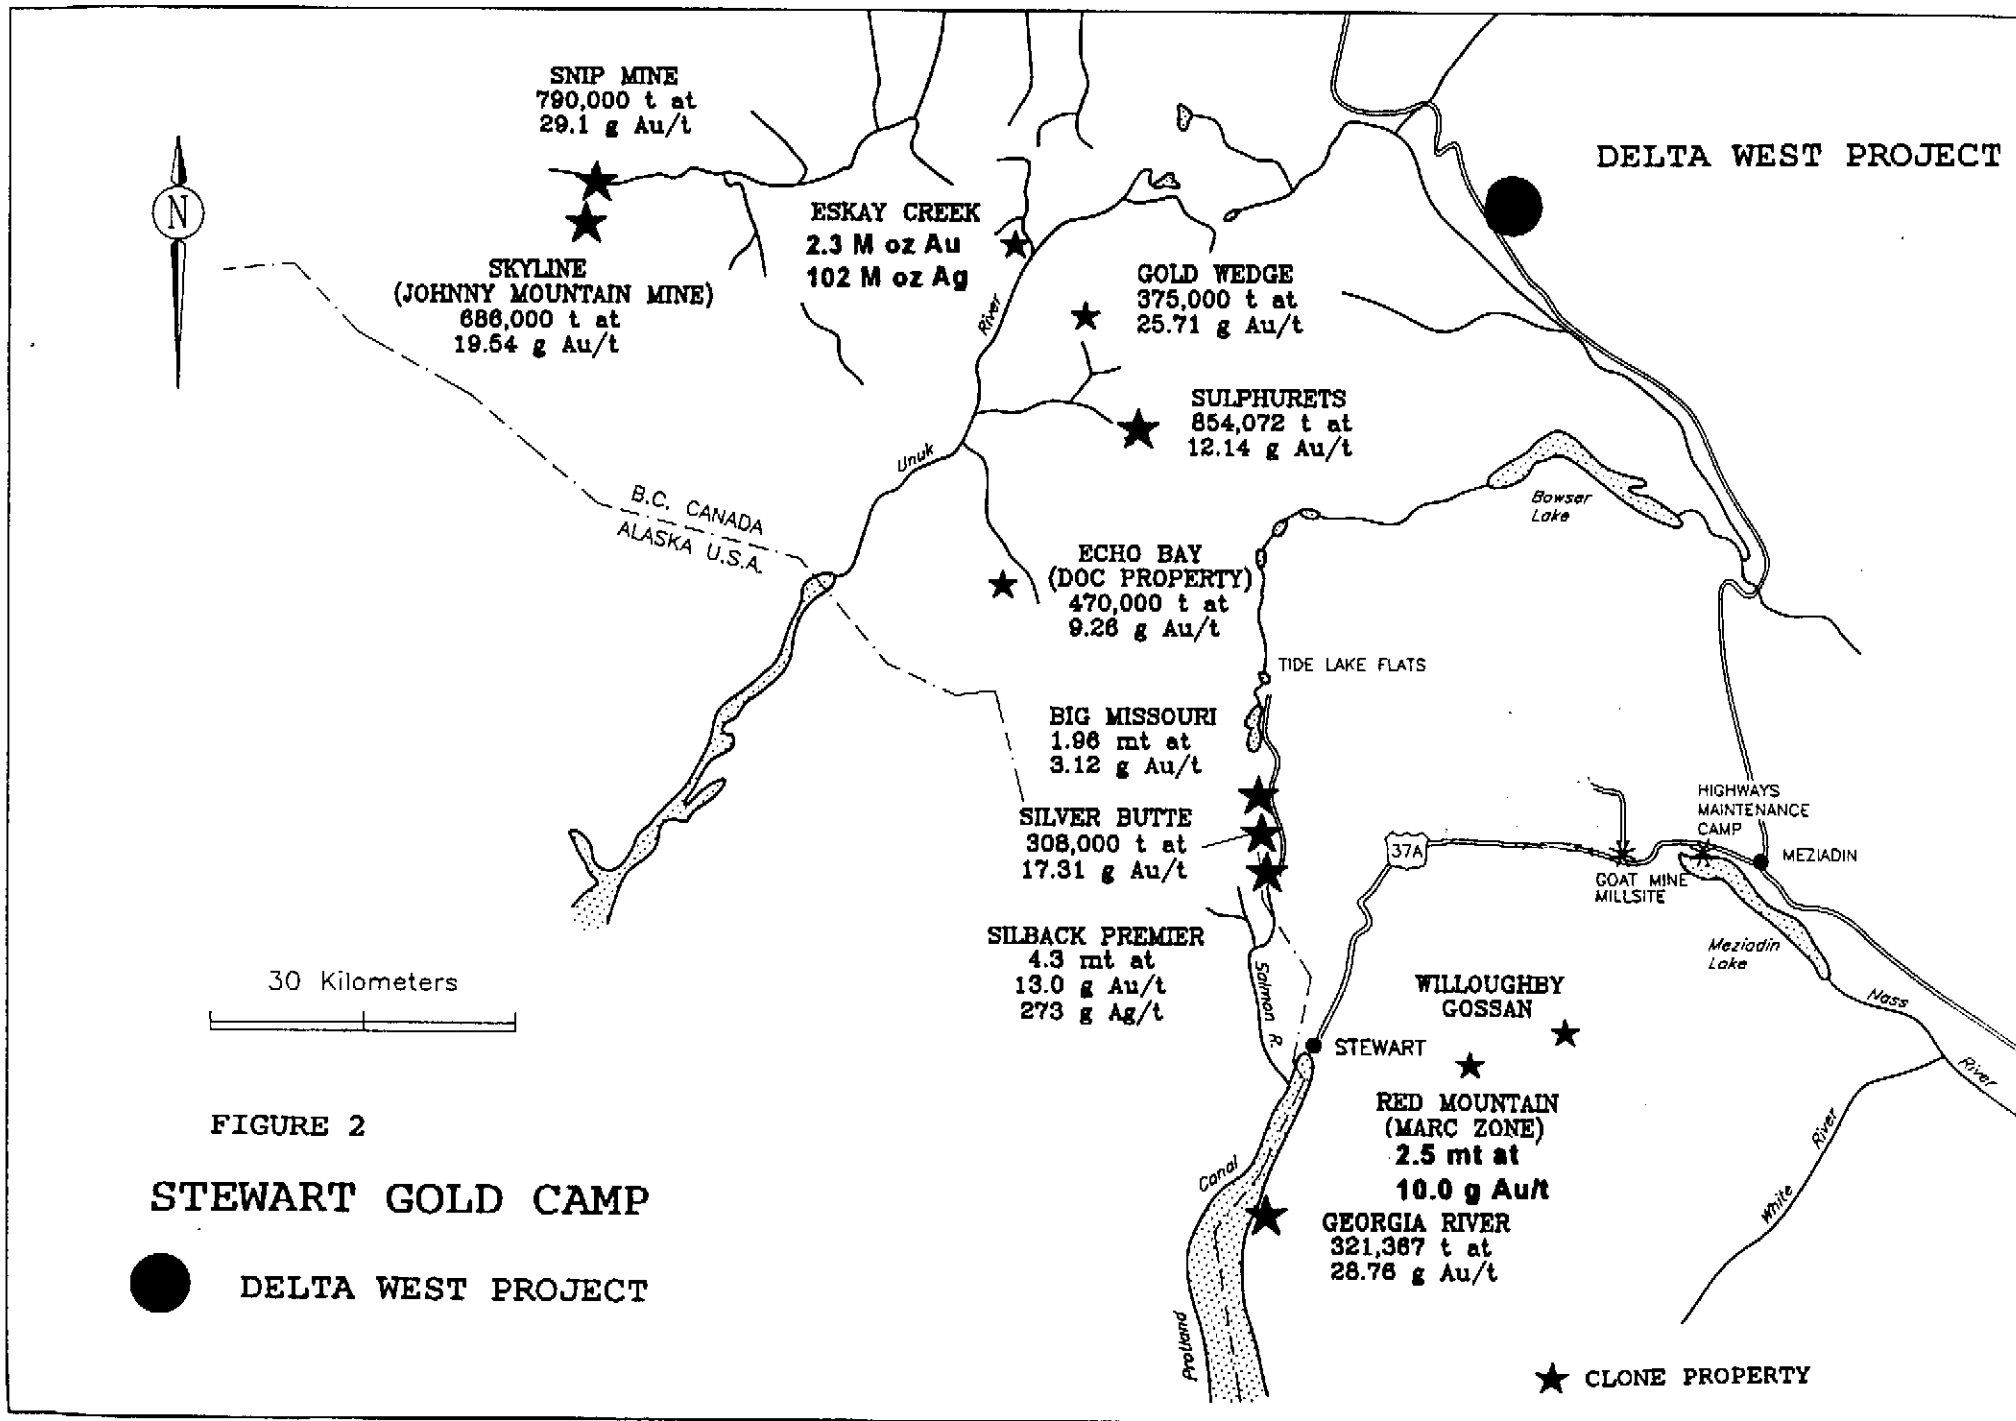 SNIP MINE
790,000 t at
29.1 g Au/t
DELTA WEST PROJECT
N
ESKAY CREEK
2.3 M oz Au
102 M oz Ag
SKYLINE
(JOHNNY MOUNTAIN MINE)
686,000 t at
19.54 g Au/t
River
GOLD WEDGE
375,000 t at
25.71 g Au/t
SULPHURETS
854,072 t at
12.14 g Au/t
Unuk
B.C. CANADA
ALASKA U.S.A.
Bowser
Lake
ECHO BAY
(DOC PROPERTY)
470,000 t at
9.26 g Au/t
TIDE LAKE FLATS
BIG MISSOURI
1.96 mt at
3.12 g Au/t
SILVER BUTTE
308,000 t at
17.31 g Au/t
37A
HIGHWAYS
MAINTENANCE
CAMP
MEZIADIN
GOAT MINE
MILLSITE
SILBACK PREMIER
4.3 mt at
13.0 g Au/t
273 g Ag/t
Salmon R.
Meziadin
Lake
Nass
River
30 Kilometers
WILLOUGHBY
GOSSAN
STEWART
RED MOUNTAIN
(MARC ZONE)
2.5 mt at
10.0 g Au/t
White
River
Canal
Protland
GEORGIA RIVER
321,367 t at
28.76 g Au/t
FIGURE 2
STEWART GOLD CAMP
DELTA WEST PROJECT
CLONE PROPERTY